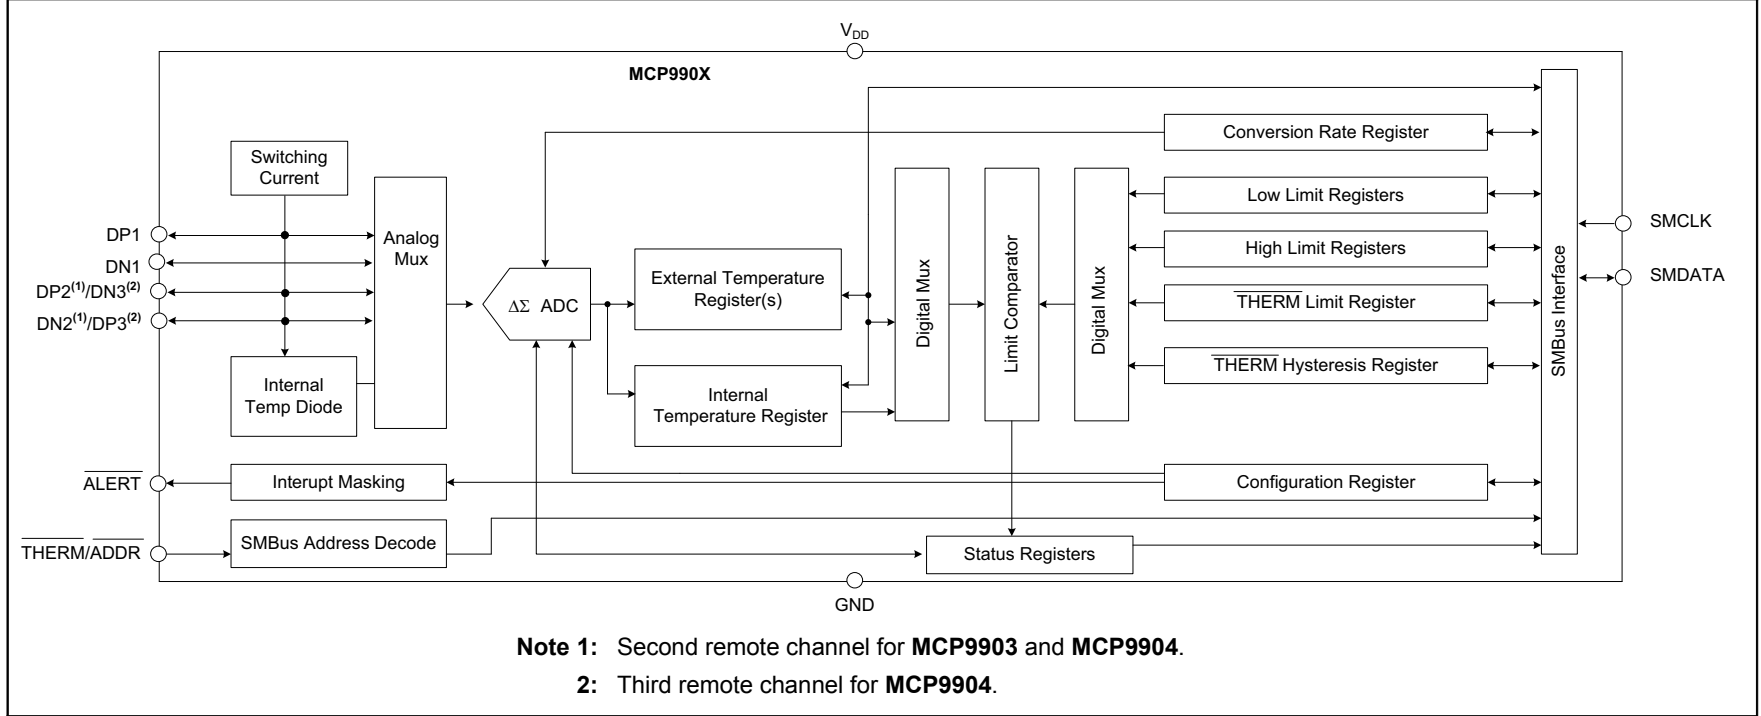 VDD
MCP990X
Switching
Current
DP1
DN1
DP2(1)/DN3(2)
DN2(1)/DP3(2)
Analog
Mux
Internal
Temp Diode
ΔΣ ADC
External Temperature
Register(s)
Internal
Temperature Register
Digital Mux
Limit Comparator
Digital Mux
Conversion Rate Register
Low Limit Registers
High Limit Registers
THERM Limit Register
THERM Hysteresis Register
SMBus Interface
SMCLK
SMDATA
ALERT
Interupt Masking
Configuration Register
THERM/ADDR
SMBus Address Decode
Status Registers
GND
Note 1: Second remote channel for MCP9903 and MCP9904.
2: Third remote channel for MCP9904.